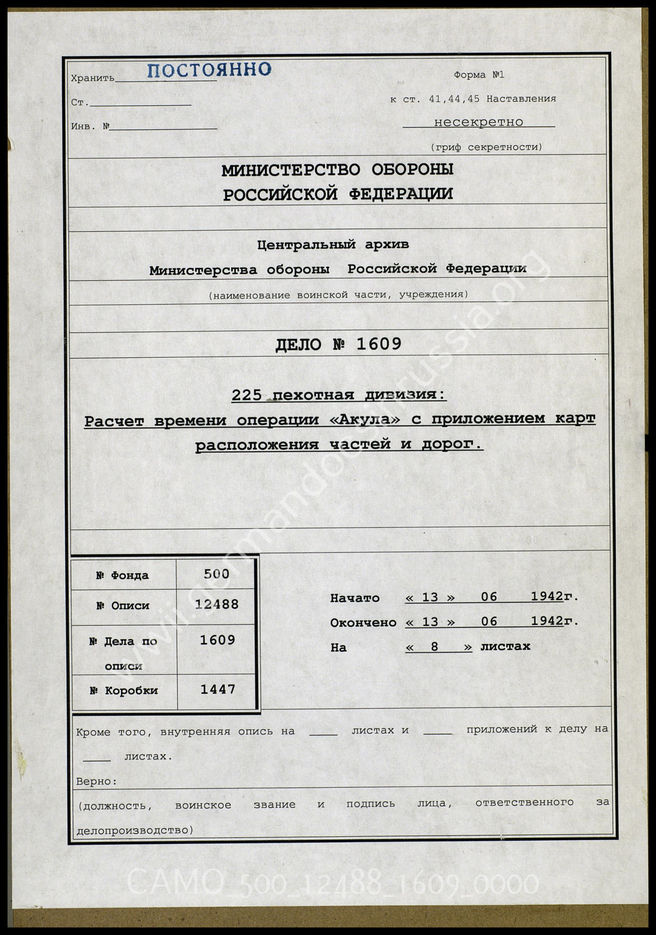 Хранить ПОСТОЯННО
Форма №1
Ст.
к ст. 41,44,45 Наставления
Инв. №
несекретно
(гриф секретности)
МИНИСТЕРСТВО ОБОРОНЫ
РОССИЙСКОЙ ФЕДЕРАЦИИ
Центральный архив
Министерства обороны Российской Федерации
(наименование воинской части, учреждения)
ДЕЛО № 1609
225 пехотная дивизия:
Расчет времени операции «Акула» с приложением карт
расположения частей и дорог.
№ Фонда 500
№ Описи 12488
№ Дела по описи 1609
№ Коробки 1447
Начато « 13 » 06 1942г.
Окончено « 13 » 06 1942г.
На « 8 » листах
Кроме того, внутренняя опись на ____ листах и ____ приложений к делу на
____ листах.
Верно:
(должность, воинское звание и подпись лица, ответственного за
делопроизводство)
CAMO_500_12488_1609_0000